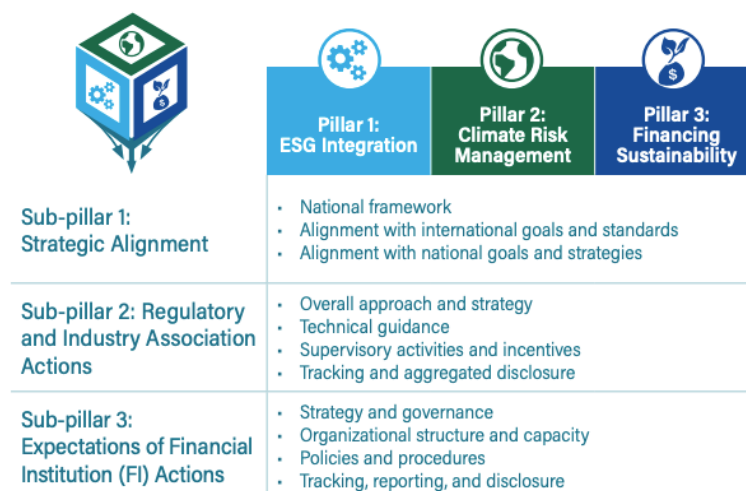 Pillar 1:
ESG Integration
Pillar 2:
Climate Risk
Management
Pillar 3:
Financing
Sustainability
$
$
Sub-pillar 1:
Strategic Alignment
• National framework
• Alignment with international goals and standards
• Alignment with national goals and strategies
Sub-pillar 2: Regulatory
and Industry Association
Actions
• Overall approach and strategy
• Technical guidance
• Supervisory activities and incentives
• Tracking and aggregated disclosure
Sub-pillar 3:
Expectations of Financial
Institution (FI) Actions
• Strategy and governance
• Organizational structure and capacity
• Policies and procedures
• Tracking, reporting, and disclosure